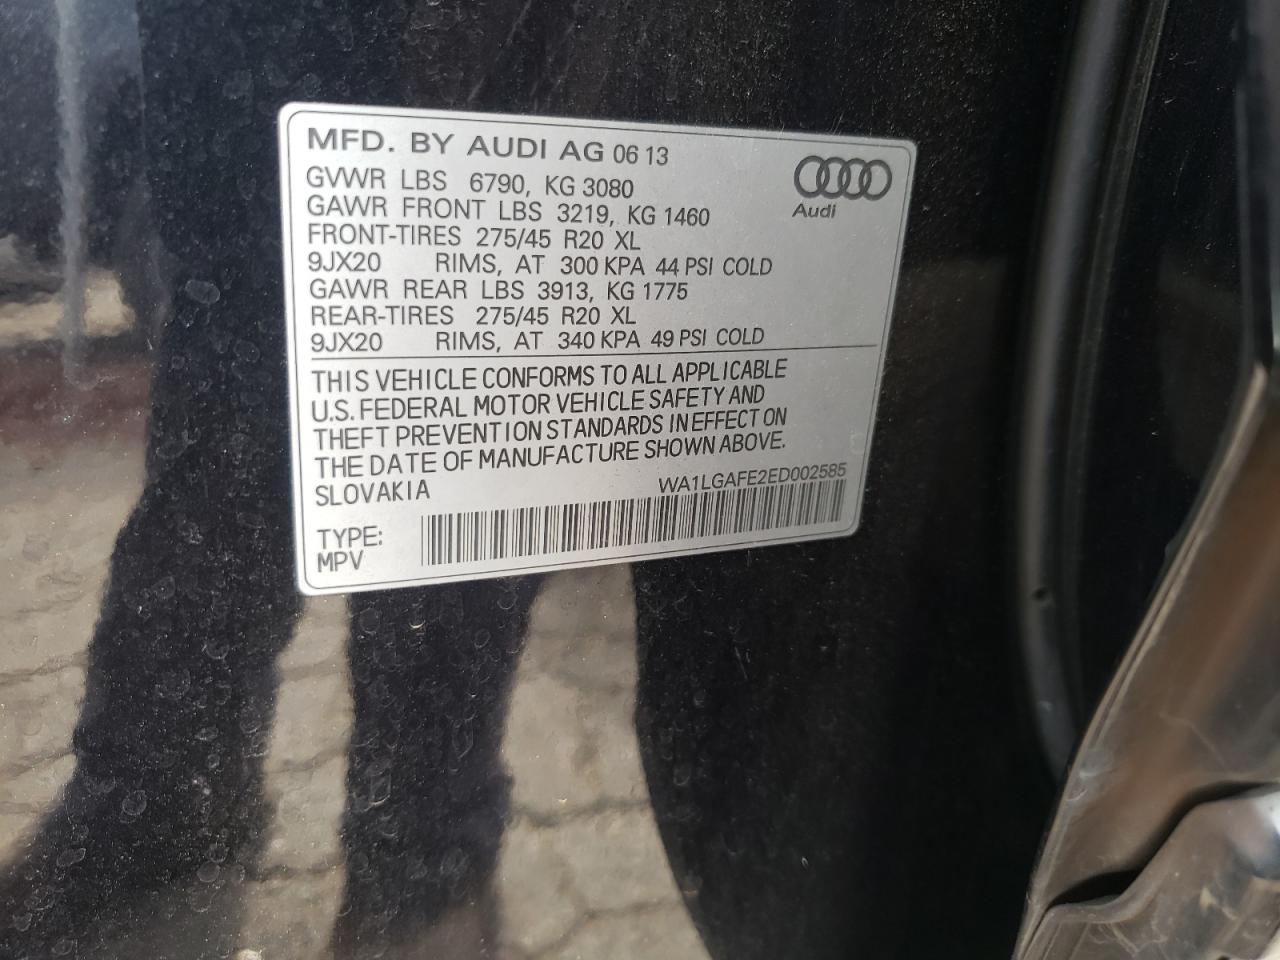 MFD. BY AUDI AG 06 13
GVWR LBS 6790, KG 3080
GAWR FRONT LBS 3219, KG 1460
FRONT-TIRES 275/45 R20 XL
9JX20 RIMS, AT 300 KPA 44 PSI COLD
GAWR REAR LBS 3913, KG 1775
REAR-TIRES 275/45 R20 XL
9JX20 RIMS, AT 340 KPA 49 PSI COLD
Audi
THIS VEHICLE CONFORMS TO ALL APPLICABLE
U.S. FEDERAL MOTOR VEHICLE SAFETY AND
THEFT PREVENTION STANDARDS IN EFFECT ON
THE DATE OF MANUFACTURE SHOWN ABOVE.
SLOVAKIA WA1LGAFE2ED002585
TYPE:
MPV